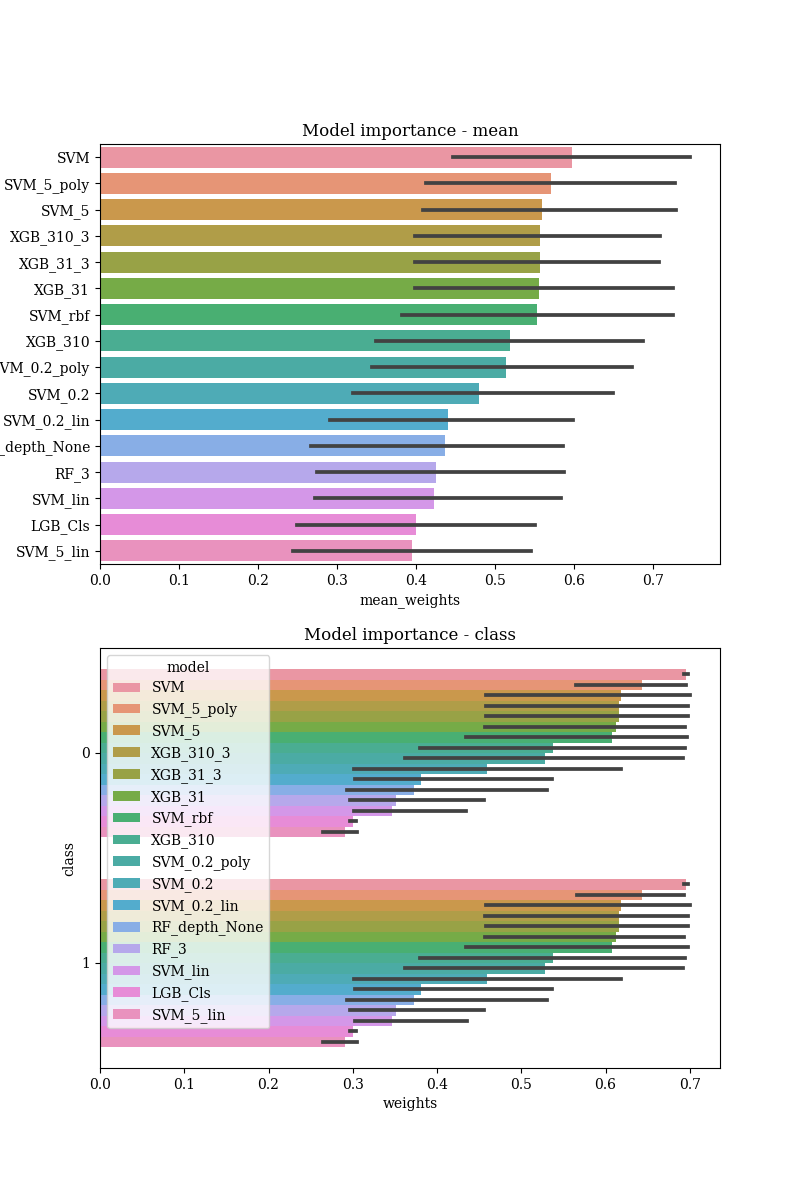 Model importance - mean
SVM
SVM_5_poly
SVM_5
XGB_310_3
XGB_31_3
XGB_31
SVM_rbf
XGB_310
VM_0.2_poly
SVM_0.2
SVM_0.2_lin
_depth_None
RF_3
SVM_lin
LGB_Cls
SVM_5_lin
0.0 0.1 0.2 0.3 0.4 0.5 0.6 0.7
mean_weights
Model importance - class
model
SVM
SVM_5_poly
SVM_5
XGB_310_3
XGB_31_3
XGB_31
SVM_rbf
XGB_310
SVM_0.2_poly
SVM_0.2
SVM_0.2_lin
RF_depth_None
RF_3
SVM_lin
LGB_Cls
SVM_5_lin
class
0
1
0.0 0.1 0.2 0.3 0.4 0.5 0.6 0.7
weights